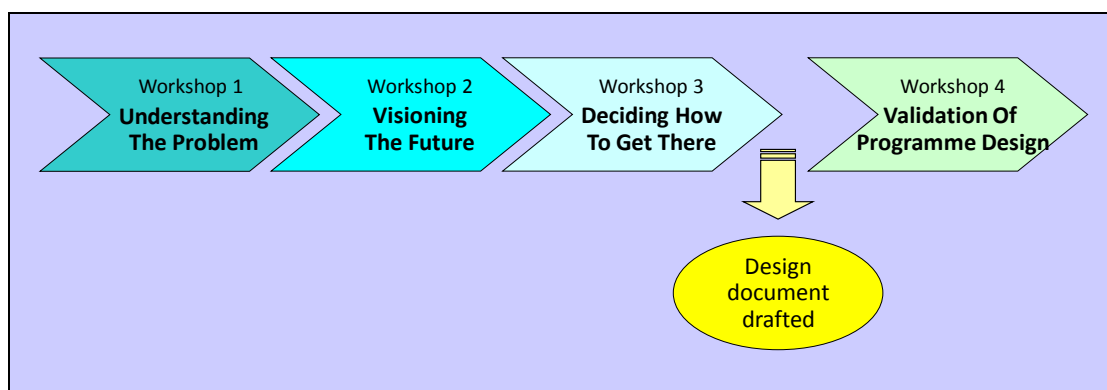 Workshop 1
Understanding
The Problem
Workshop 2
Visioning
The Future
Workshop 3
Deciding How
To Get There
Workshop 4
Validation Of
Programme Design
Design
document
drafted